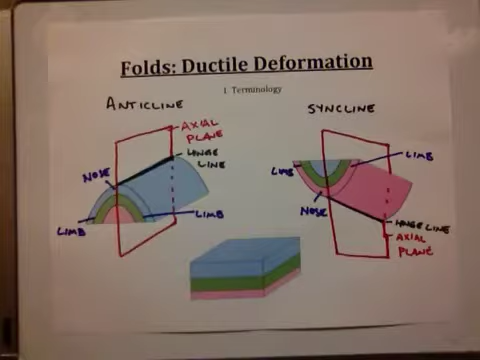 Folds: Ductile Deformation
I. Terminology
ANTICLINE
SYNCLINE
AXIAL
PLANE
HINGE
LINE
NOSE
LIMB
LIMB
LIMB
LIMB
NOSE
HINGE LINE
AXIAL
PLANE